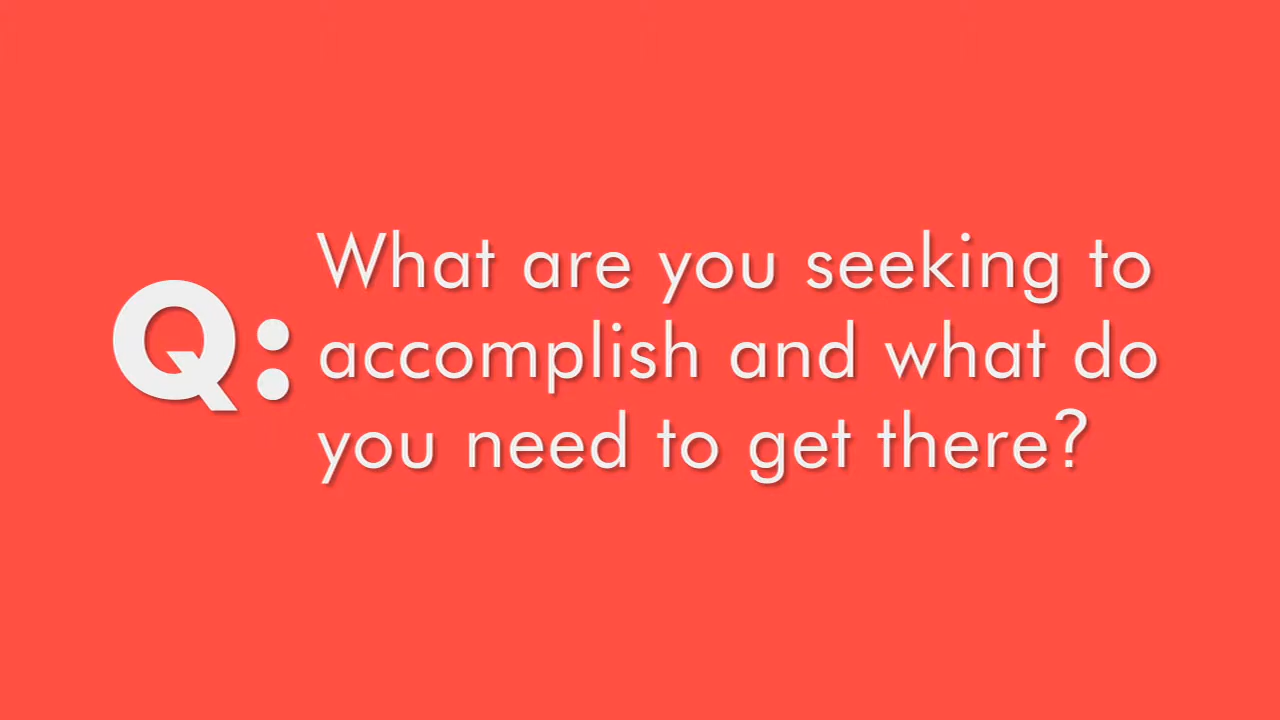 Q:
What are you seeking to
accomplish and what do
you need to get there?